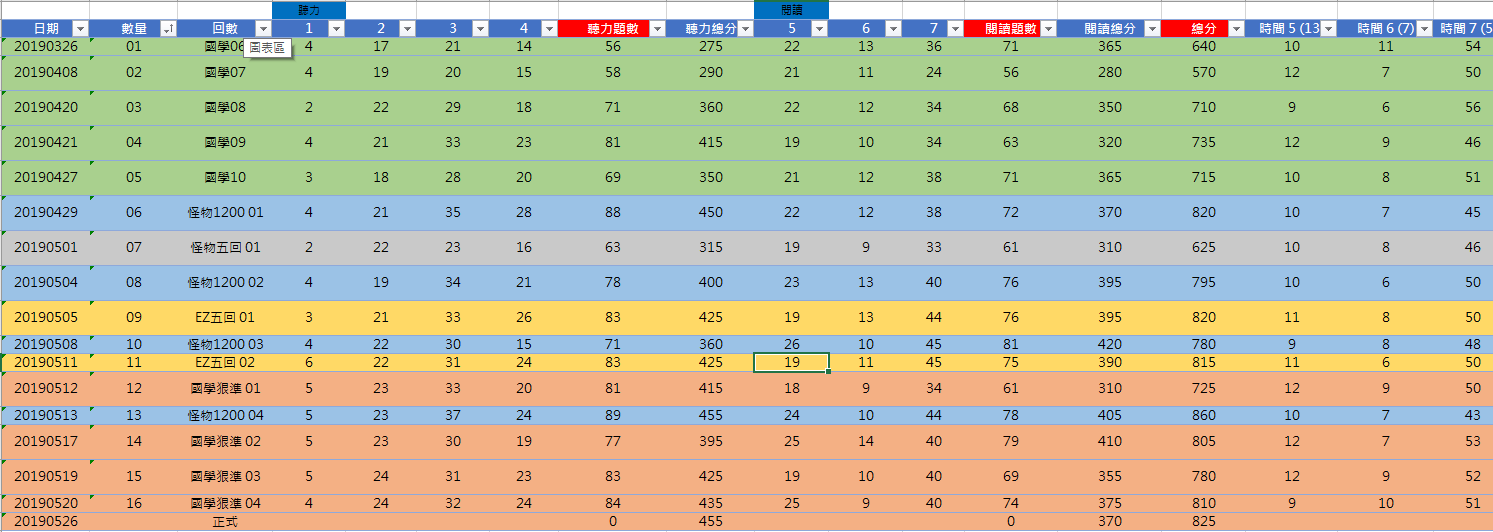 聽力 閱讀
日期 數量 回數 1 2 3 4 聽力題數 聽力總分 5 6 7 閱讀題數 閱讀總分 總分 時間 5 (13 時間 6 (7) 時間 7 (5
20190326 01 國學06 4 17 21 14 56 275 22 13 36 71 365 640 10 11 54
圖表區
20190408 02 國學07 4 19 20 15 58 290 21 11 24 56 280 570 12 7 50
20190420 03 國學08 2 22 29 18 71 360 22 12 34 68 350 710 9 6 56
20190421 04 國學09 4 21 33 23 81 415 19 10 34 63 320 735 12 9 46
20190427 05 國學10 3 18 28 20 69 350 21 12 38 71 365 715 10 8 51
20190429 06 怪物1200 01 4 21 35 28 88 450 22 12 38 72 370 820 10 7 45
20190501 07 怪物五回 01 2 22 23 16 63 315 19 9 33 61 310 625 10 8 46
20190504 08 怪物1200 02 4 19 34 21 78 400 23 13 40 76 395 795 10 6 50
20190505 09 EZ五回 01 3 21 33 26 83 425 19 13 44 76 395 820 11 8 50
20190508 10 怪物1200 03 4 22 30 15 71 360 26 10 45 81 420 780 9 8 48
20190511 11 EZ五回 02 6 22 31 24 83 425 19 11 45 75 390 815 11 6 50
20190512 12 國學狠準 01 5 23 33 20 81 415 18 9 34 61 310 725 12 9 50
20190513 13 怪物1200 04 5 23 37 24 89 455 24 10 44 78 405 860 10 7 43
20190517 14 國學狠準 02 5 23 30 19 77 395 25 14 40 79 410 805 12 7 53
20190519 15 國學狠準 03 5 24 31 23 83 425 19 10 40 69 355 780 12 9 52
20190520 16 國學狠準 04 4 24 32 24 84 435 25 9 40 74 375 810 9 10 51
20190526 正式 0 455 0 370 825